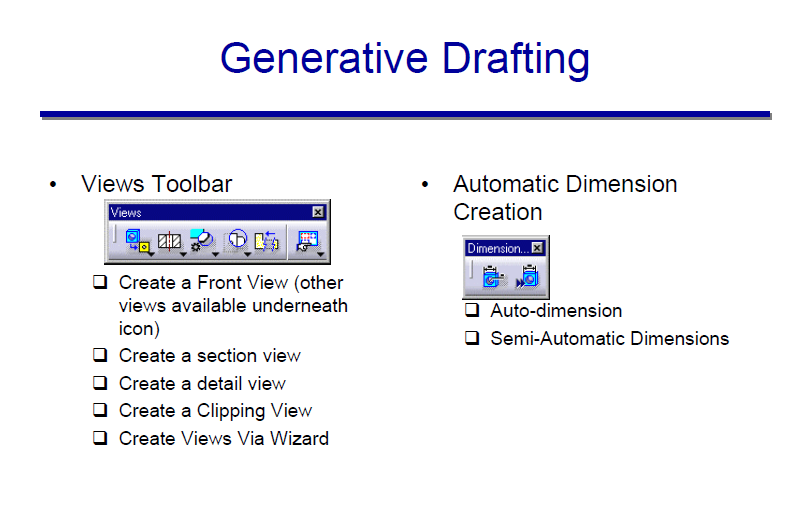 Generative Drafting
• Views Toolbar
Views
❑ Create a Front View (other
views available underneath
icon)
❑ Create a section view
❑ Create a detail view
❑ Create a Clipping View
❑ Create Views Via Wizard
• Automatic Dimension
Creation
Dimension...
❑ Auto-dimension
❑ Semi-Automatic Dimensions